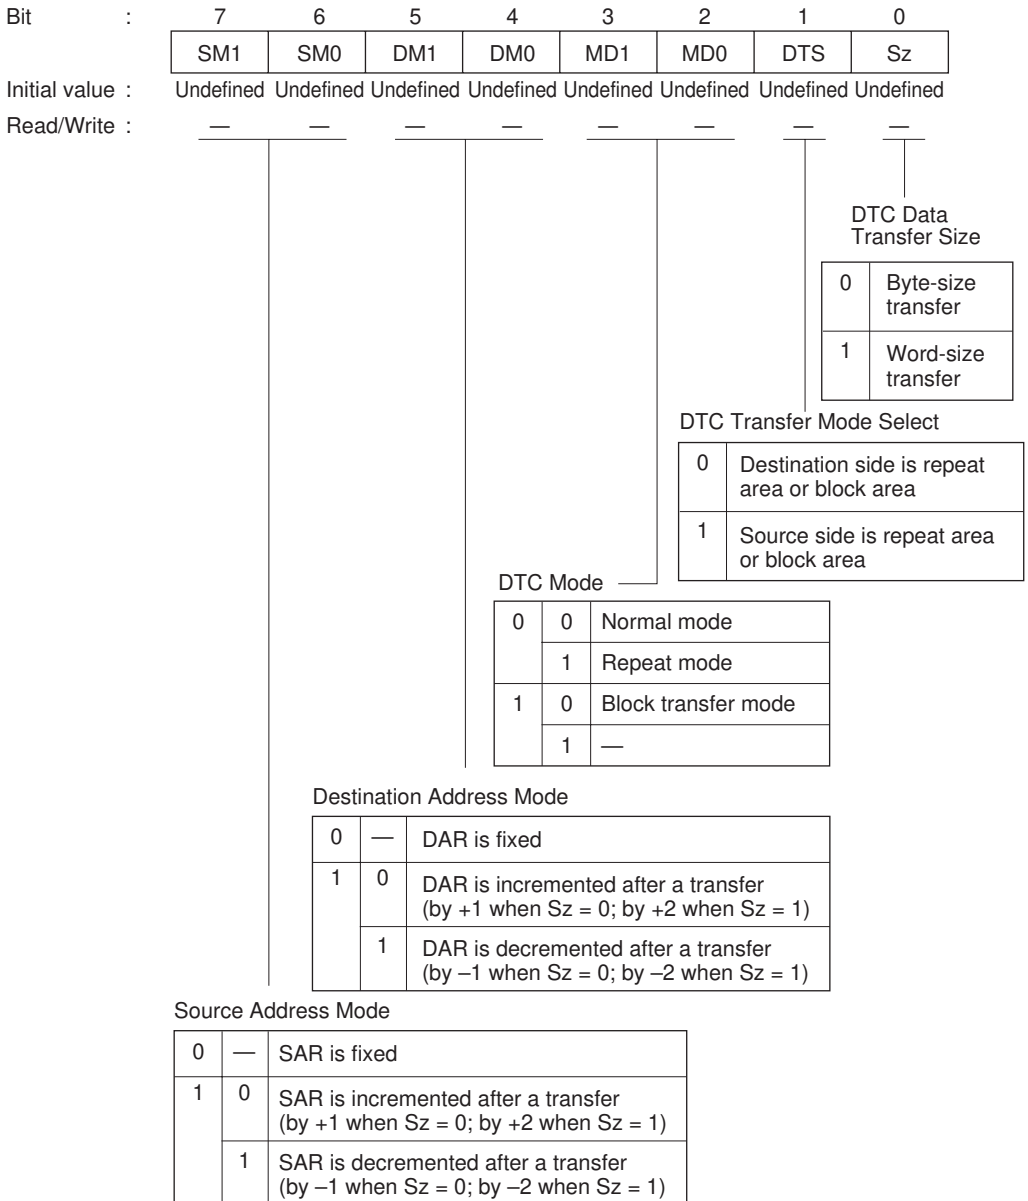 Bit : 7 6 5 4 3 2 1 0
SM1 SM0 DM1 DM0 MD1 MD0 DTS Sz
Initial value : Undefined Undefined Undefined Undefined Undefined Undefined Undefined Undefined
Read/Write : — — — — — — — —
DTC Data
Transfer Size
0 Byte-size
transfer
1 Word-size
transfer
DTC Transfer Mode Select
0 Destination side is repeat
area or block area
1 Source side is repeat area
or block area
DTC Mode
0 0 Normal mode
1 Repeat mode
1 0 Block transfer mode
1 —
Destination Address Mode
0 — DAR is fixed
1 0 DAR is incremented after a transfer
(by +1 when Sz = 0; by +2 when Sz = 1)
1 DAR is decremented after a transfer
(by –1 when Sz = 0; by –2 when Sz = 1)
Source Address Mode
0 — SAR is fixed
1 0 SAR is incremented after a transfer
(by +1 when Sz = 0; by +2 when Sz = 1)
1 SAR is decremented after a transfer
(by –1 when Sz = 0; by –2 when Sz = 1)